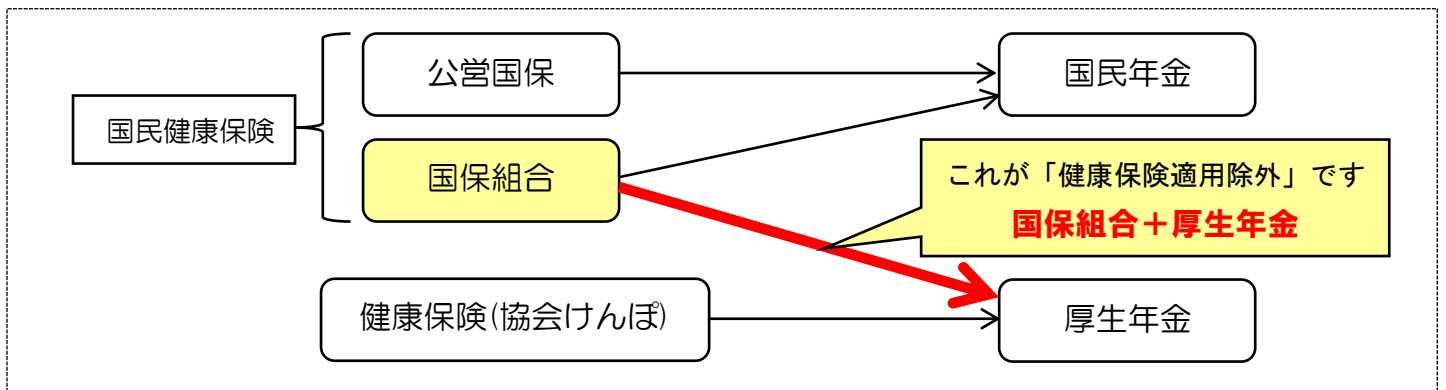 公営国保
国民年金
国民健康保険
国保組合
これが「健康保険適用除外」です
国保組合＋厚生年金
健康保険(協会けんぽ)
厚生年金